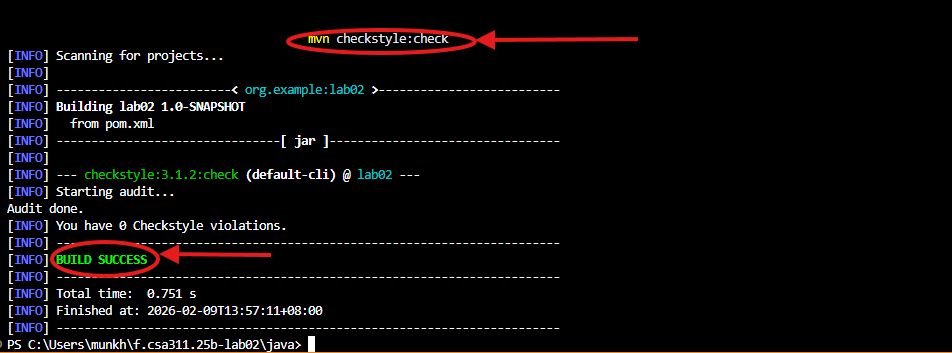 mvn checkstyle:check
[INFO] Scanning for projects...
[INFO]
[INFO] -------------------------< org.example:lab02 >--------------------------
[INFO] Building lab02 1.0-SNAPSHOT
[INFO]   from pom.xml
[INFO] --------------------------------[ jar ]---------------------------------
[INFO]
[INFO] --- checkstyle:3.1.2:check (default-cli) @ lab02 ---
[INFO] Starting audit...
Audit done.
[INFO] You have 0 Checkstyle violations.
[INFO] ------------------------------------------------------------------------
[INFO] BUILD SUCCESS
[INFO] ------------------------------------------------------------------------
[INFO] Total time:  0.751 s
[INFO] Finished at: 2026-02-09T13:57:11+08:00
[INFO] ------------------------------------------------------------------------
PS C:\Users\munkh\f.csa311.25b-lab02\java>